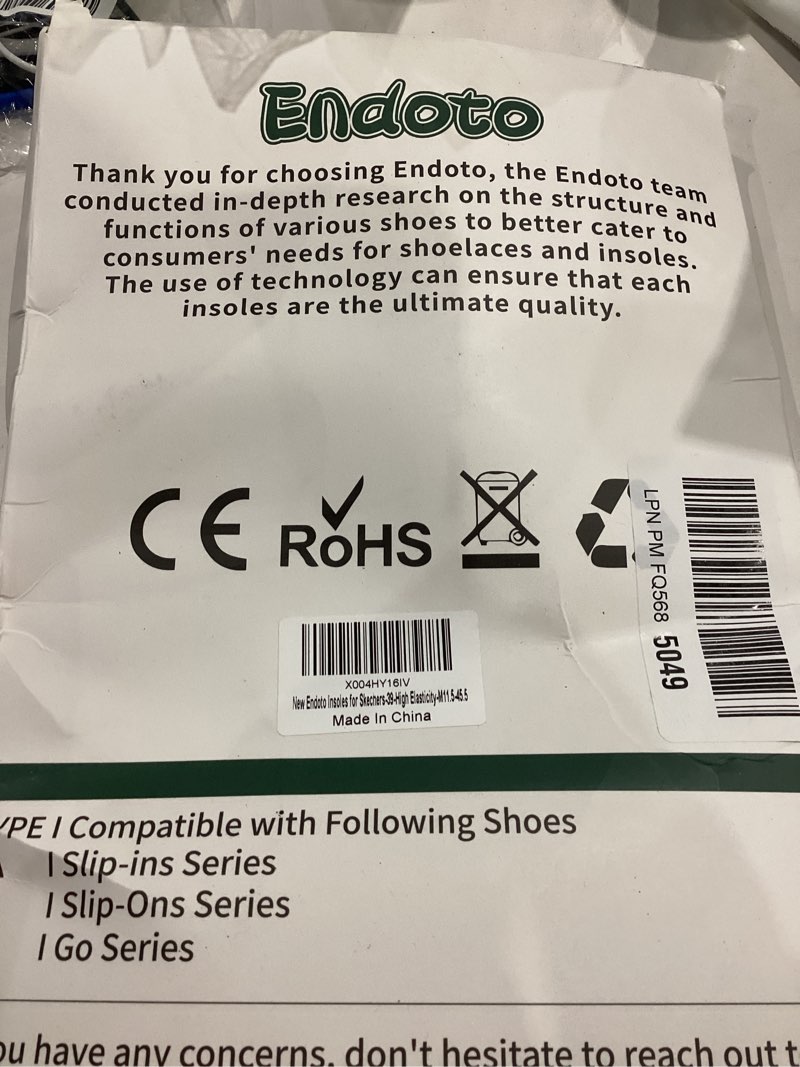 Endoto
Thank you for choosing Endoto, the Endoto team
conducted in-depth research on the structure and
functions of various shoes to better cater to
consumers' needs for shoelaces and insoles.
The use of technology can ensure that each
insoles are the ultimate quality.
CE RoHS
LPN PM FQ568 5049
X004HY16IV
New Endoto Insoles for Skechers-39-High Elasticity-M11.5-45.5
Made In China
YPE I Compatible with Following Shoes
I Slip-ins Series
I Slip-Ons Series
I Go Series
ou have any concerns, don't hesitate to reach out t